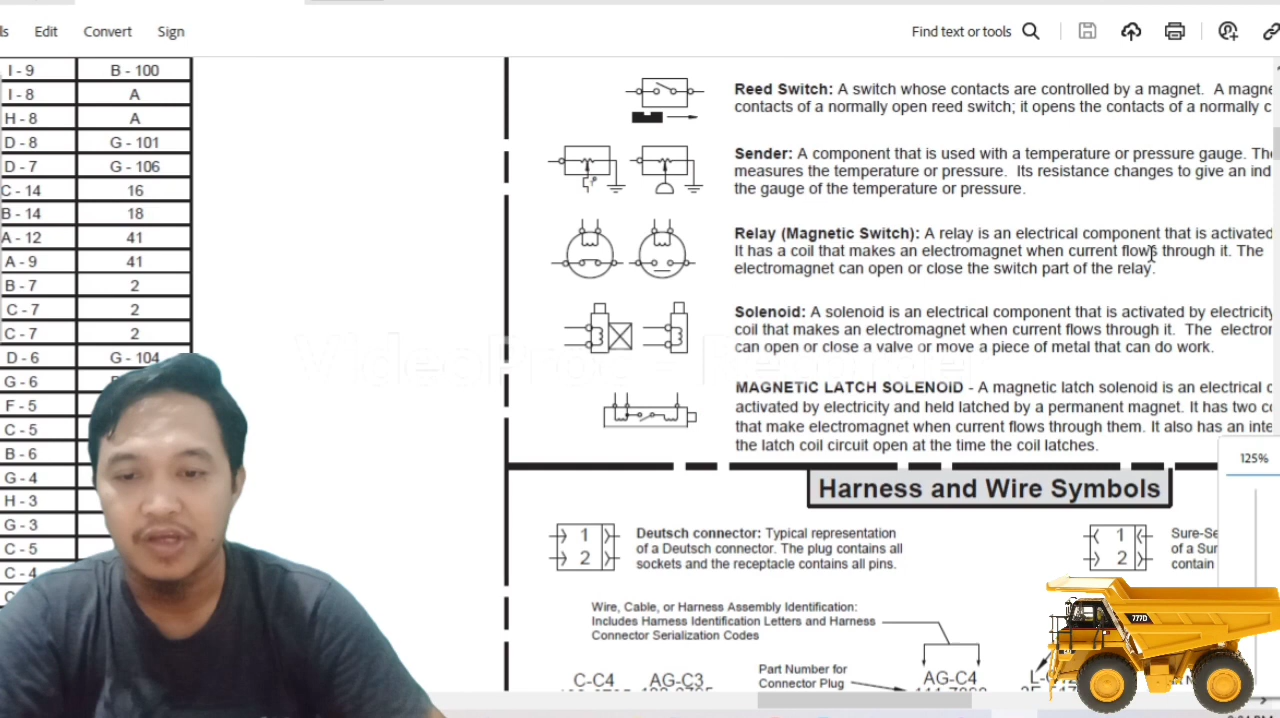 ls Edit Convert Sign Find text or tools
I - 9 B - 100
I - 8 A
H - 8 A
D - 8 G - 101
D - 7 G - 106
C - 14 16
B - 14 18
A - 12 41
A - 9 41
B - 7 2
C - 7 2
C - 7 2
D - 6 G - 104
G - 6
F - 5
C - 5
B - 6
G - 4
H - 3
G - 3
C - 5
C - 4
Reed Switch: A switch whose contacts are controlled by a magnet. A magne
contacts of a normally open reed switch; it opens the contacts of a normally c
Sender: A component that is used with a temperature or pressure gauge. The
measures the temperature or pressure. Its resistance changes to give an ind
the gauge of the temperature or pressure.
Relay (Magnetic Switch): A relay is an electrical component that is activated
It has a coil that makes an electromagnet when current flows through it. The
electromagnet can open or close the switch part of the relay.
Solenoid: A solenoid is an electrical component that is activated by electricity
coil that makes an electromagnet when current flows through it. The electron
can open or close a valve or move a piece of metal that can do work.
MAGNETIC LATCH SOLENOID - A magnetic latch solenoid is an electrical c
activated by electricity and held latched by a permanent magnet. It has two cc
that make electromagnet when current flows through them. It also has an inte
the latch coil circuit open at the time the coil latches.
125%
Harness and Wire Symbols
1
2
Deutsch connector: Typical representation
of a Deutsch connector. The plug contains all
sockets and the receptacle contains all pins.
1
2
Sure-Se
of a Sur
contain
Wire, Cable, or Harness Assembly Identification:
Includes Harness Identification Letters and Harness
Connector Serialization Codes
C-C4 AG-C3
Part Number for
Connector Plug
AG-C4
777D